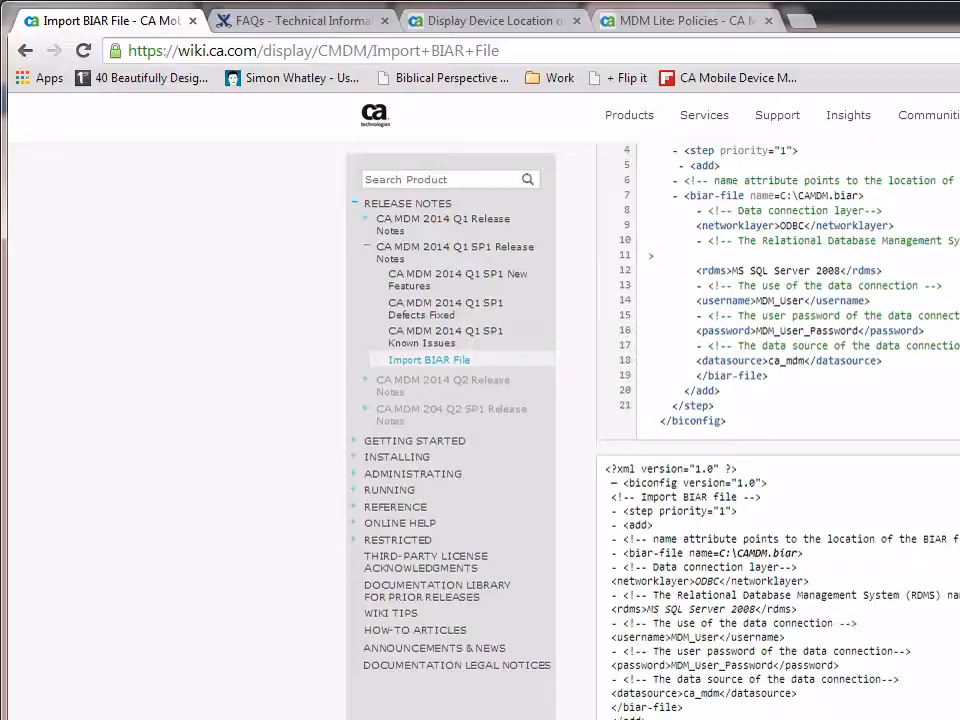 Import BIAR File - CA Mol
FAQs - Technical Informa
Display Device Location o
MDM Lite: Policies - CA M
https://wiki.ca.com/display/CMDM/Import+BIAR+File
Apps
40 Beautifully Desig...
Simon Whatley - Us...
Biblical Perspective ...
Work
+ Flip it
CA Mobile Device M...
ca
technologies
Products
Services
Support
Insights
Communiti
Search Product
RELEASE NOTES
CA MDM 2014 Q1 Release
Notes
CA MDM 2014 Q1 SP1 Release
Notes
CA MDM 2014 Q1 SP1 New
Features
CA MDM 2014 Q1 SP1
Defects Fixed
CA MDM 2014 Q1 SP1
Known Issues
Import BIAR File
CA MDM 2014 Q2 Release
Notes
CA MDM 204 Q2 SP1 Release
Notes
GETTING STARTED
INSTALLING
ADMINISTRATING
RUNNING
REFERENCE
ONLINE HELP
RESTRICTED
THIRD-PARTY LICENSE
ACKNOWLEDGMENTS
DOCUMENTATION LIBRARY
FOR PRIOR RELEASES
WIKI TIPS
HOW-TO ARTICLES
ANNOUNCEMENTS & NEWS
DOCUMENTATION LEGAL NOTICES
4 - <step priority="1">
5 - <add>
6 - <!-- name attribute points to the location of
7 - <biar-file name=C:\CAMDM.biar>
8 - <!-- Data connection layer-->
9 <networklayer>ODBC</networklayer>
10 - <!-- The Relational Database Management Sy
11 >
12 <rdms>MS SQL Server 2008</rdms>
13 - <!-- The use of the data connection -->
14 <username>MDM_User</username>
15 - <!-- The user password of the data connect
16 <password>MDM_User_Password</password>
17 - <!-- The data source of the data connectio
18 <datasource>ca_mdm</datasource>
19 </biar-file>
20 </add>
21 </step>
</biconfig>
<?xml version="1.0" ?>
— <biconfig version="1.0">
<!-- Import BIAR file -->
- <step priority="1">
- <add>
- <!-- name attribute points to the location of the BIAR f
- <biar-file name=C:\CAMDM.biar>
- <!-- Data connection layer-->
<networklayer>ODBC</networklayer>
- <!-- The Relational Database Management System (RDMS) na
<rdms>MS SQL Server 2008</rdms>
- <!-- The use of the data connection -->
<username>MDM_User</username>
- <!-- The user password of the data connection-->
<password>MDM_User_Password</password>
- <!-- The data source of the data connection-->
<datasource>ca_mdm</datasource>
</biar-file>